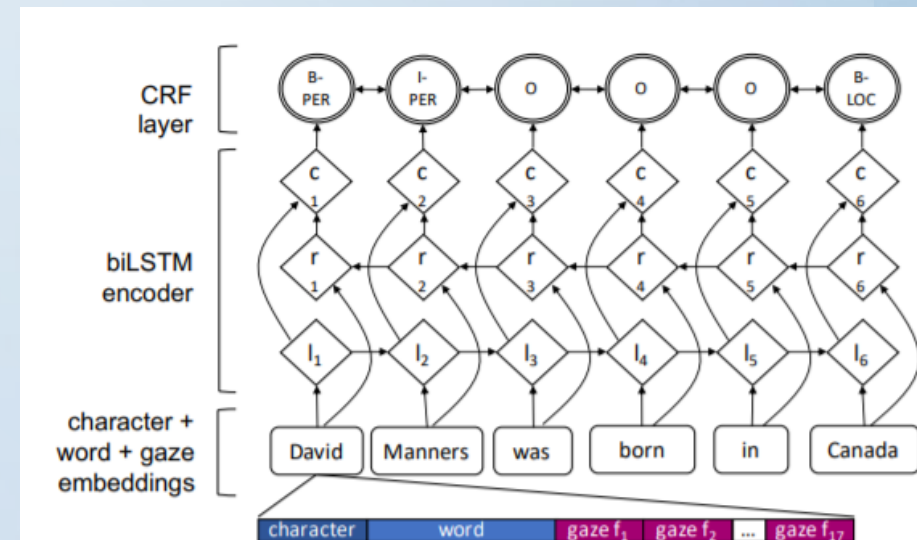 CRF
layer
B-
PER
I-
PER
O
O
O
B-
LOC
biLSTM
encoder
c
1
c
2
c
3
c
4
c
5
c
6
r
1
r
2
r
3
r
4
r
5
r
6
l₁
l₂
l₃
l₄
l₅
l₆
character +
word + gaze
embeddings
David
Manners
was
born
in
Canada
character
word
gaze f₁
gaze f₂
...
gaze f₁₇